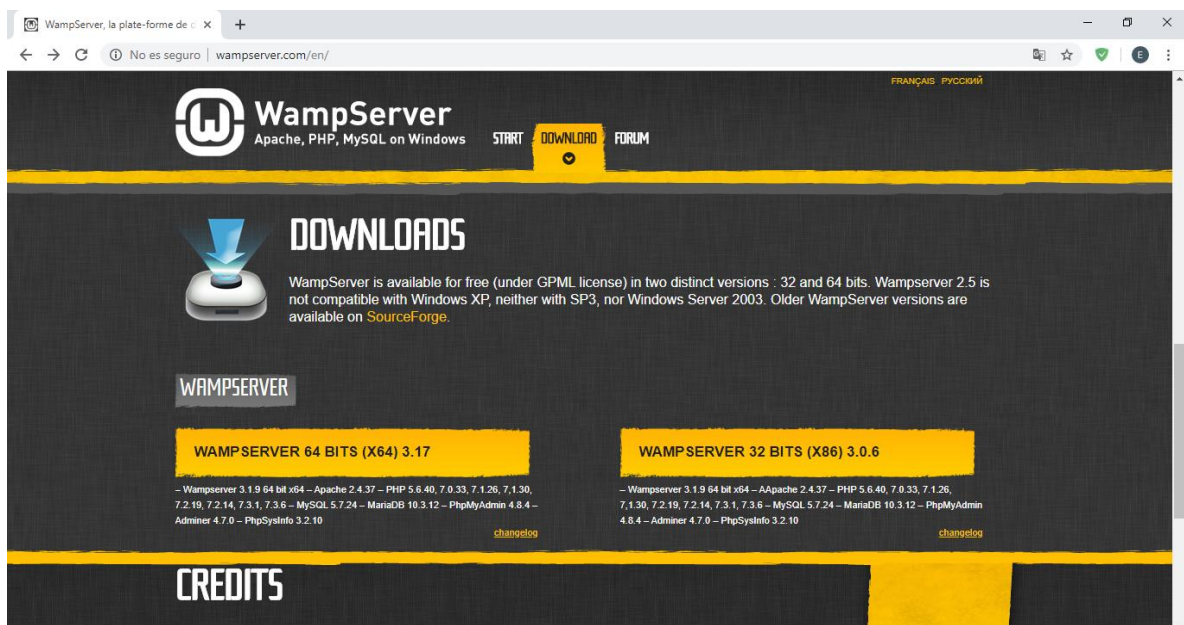 WampServer, la plate-forme de d
No es seguro | wampserver.com/en/
E
FRANÇAIS РУССКИЙ
WampServer
Apache, PHP, MySQL on Windows
START DOWNLOAD FORUM
DOWNLOADS
WampServer is available for free (under GPML license) in two distinct versions : 32 and 64 bits. Wampserver 2.5 is
not compatible with Windows XP, neither with SP3, nor Windows Server 2003. Older WampServer versions are
available on SourceForge.
WAMPSERVER
WAMPSERVER 64 BITS (X64) 3.17
– Wampserver 3.1.9 64 bit x64 – Apache 2.4.37 – PHP 5.6.40, 7.0.33, 7.1.26, 7,1.30,
7.2.19, 7.2.14, 7.3.1, 7.3.6 – MySQL 5.7.24 – MariaDB 10.3.12 – PhpMyAdmin 4.8.4 –
Adminer 4.7.0 – PhpSysInfo 3.2.10
changelog
WAMPSERVER 32 BITS (X86) 3.0.6
– Wampserver 3.1.9 64 bit x64 – AApache 2.4.37 – PHP 5.6.40, 7.0.33, 7.1.26,
7,1.30, 7.2.19, 7.2.14, 7.3.1, 7.3.6 – MySQL 5.7.24 – MariaDB 10.3.12 – PhpMyAdmin
4.8.4 – Adminer 4.7.0 – PhpSysInfo 3.2.10
changelog
CREDITS